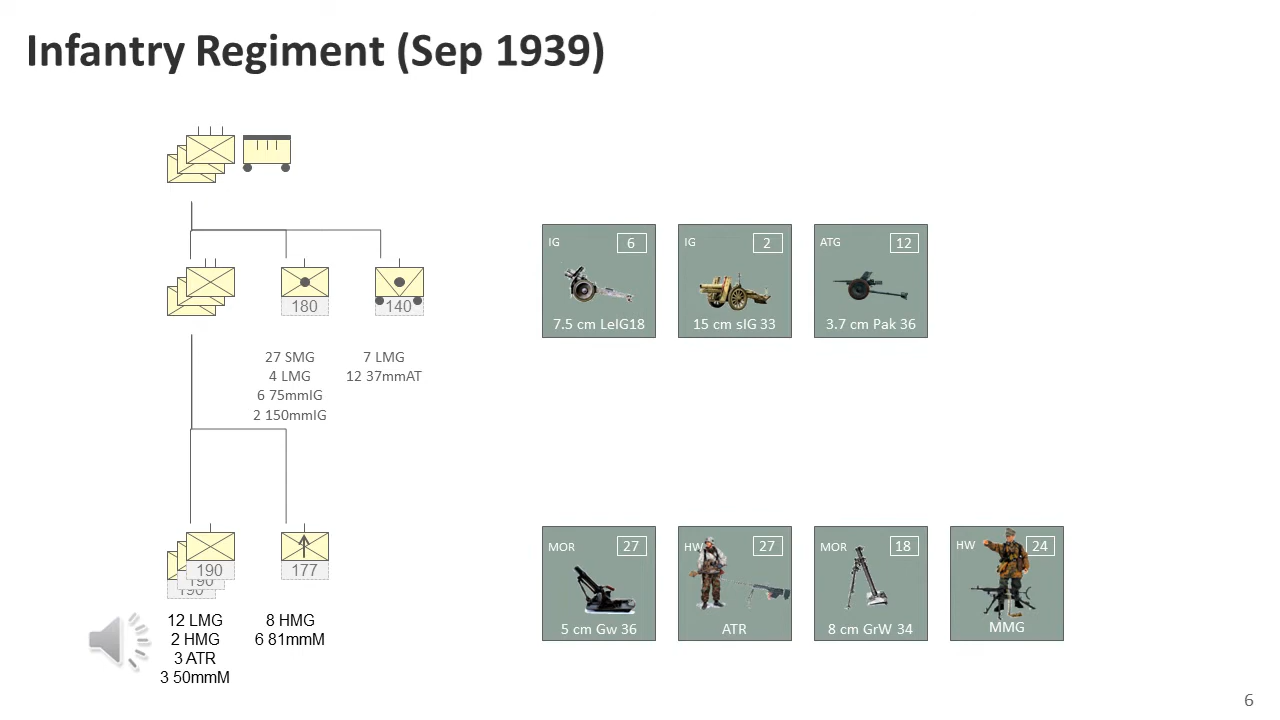 Infantry Regiment (Sep 1939)
180
140
27 SMG
4 LMG
6 75mmIG
2 150mmIG
7 LMG
12 37mmAT
IG
6
7.5 cm LeIG18
IG
2
15 cm sIG 33
ATG
12
3.7 cm Pak 36
190
190
190
177
12 LMG
2 HMG
3 ATR
3 50mmM
8 HMG
6 81mmM
MOR
27
5 cm Gw 36
HW
27
ATR
MOR
18
8 cm GrW 34
HW
24
MMG
6